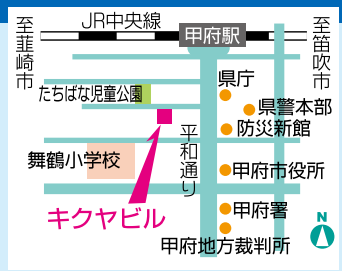 JR中央線
甲府駅
至韮崎市
至笛吹市
県庁
たちばな児童公園
県警本部
防災新館
平和通り
舞鶴小学校
甲府市役所
キクヤビル
甲府署
N
甲府地方裁判所